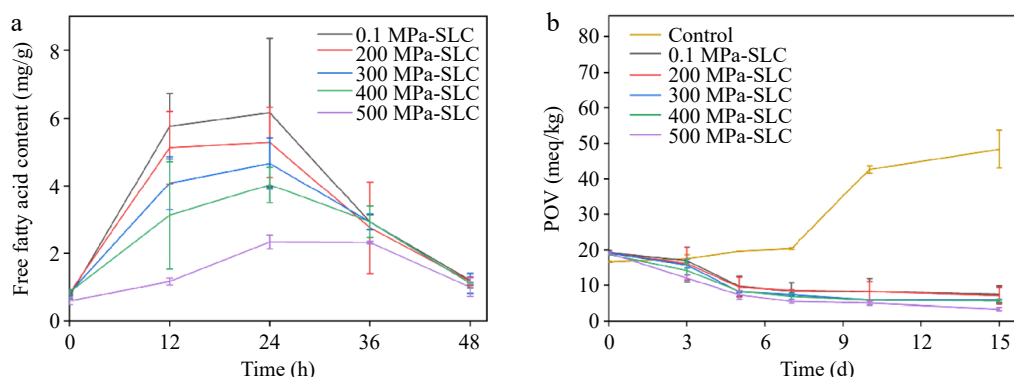 a
Free fatty acid content (mg/g)
8
6
4
2
0
0 12 24 36 48
Time (h)
0.1 MPa-SLC
200 MPa-SLC
300 MPa-SLC
400 MPa-SLC
500 MPa-SLC
b
POV (meq/kg)
80
70
60
50
40
30
20
10
0
0 3 6 9 12 15
Time (d)
Control
0.1 MPa-SLC
200 MPa-SLC
300 MPa-SLC
400 MPa-SLC
500 MPa-SLC